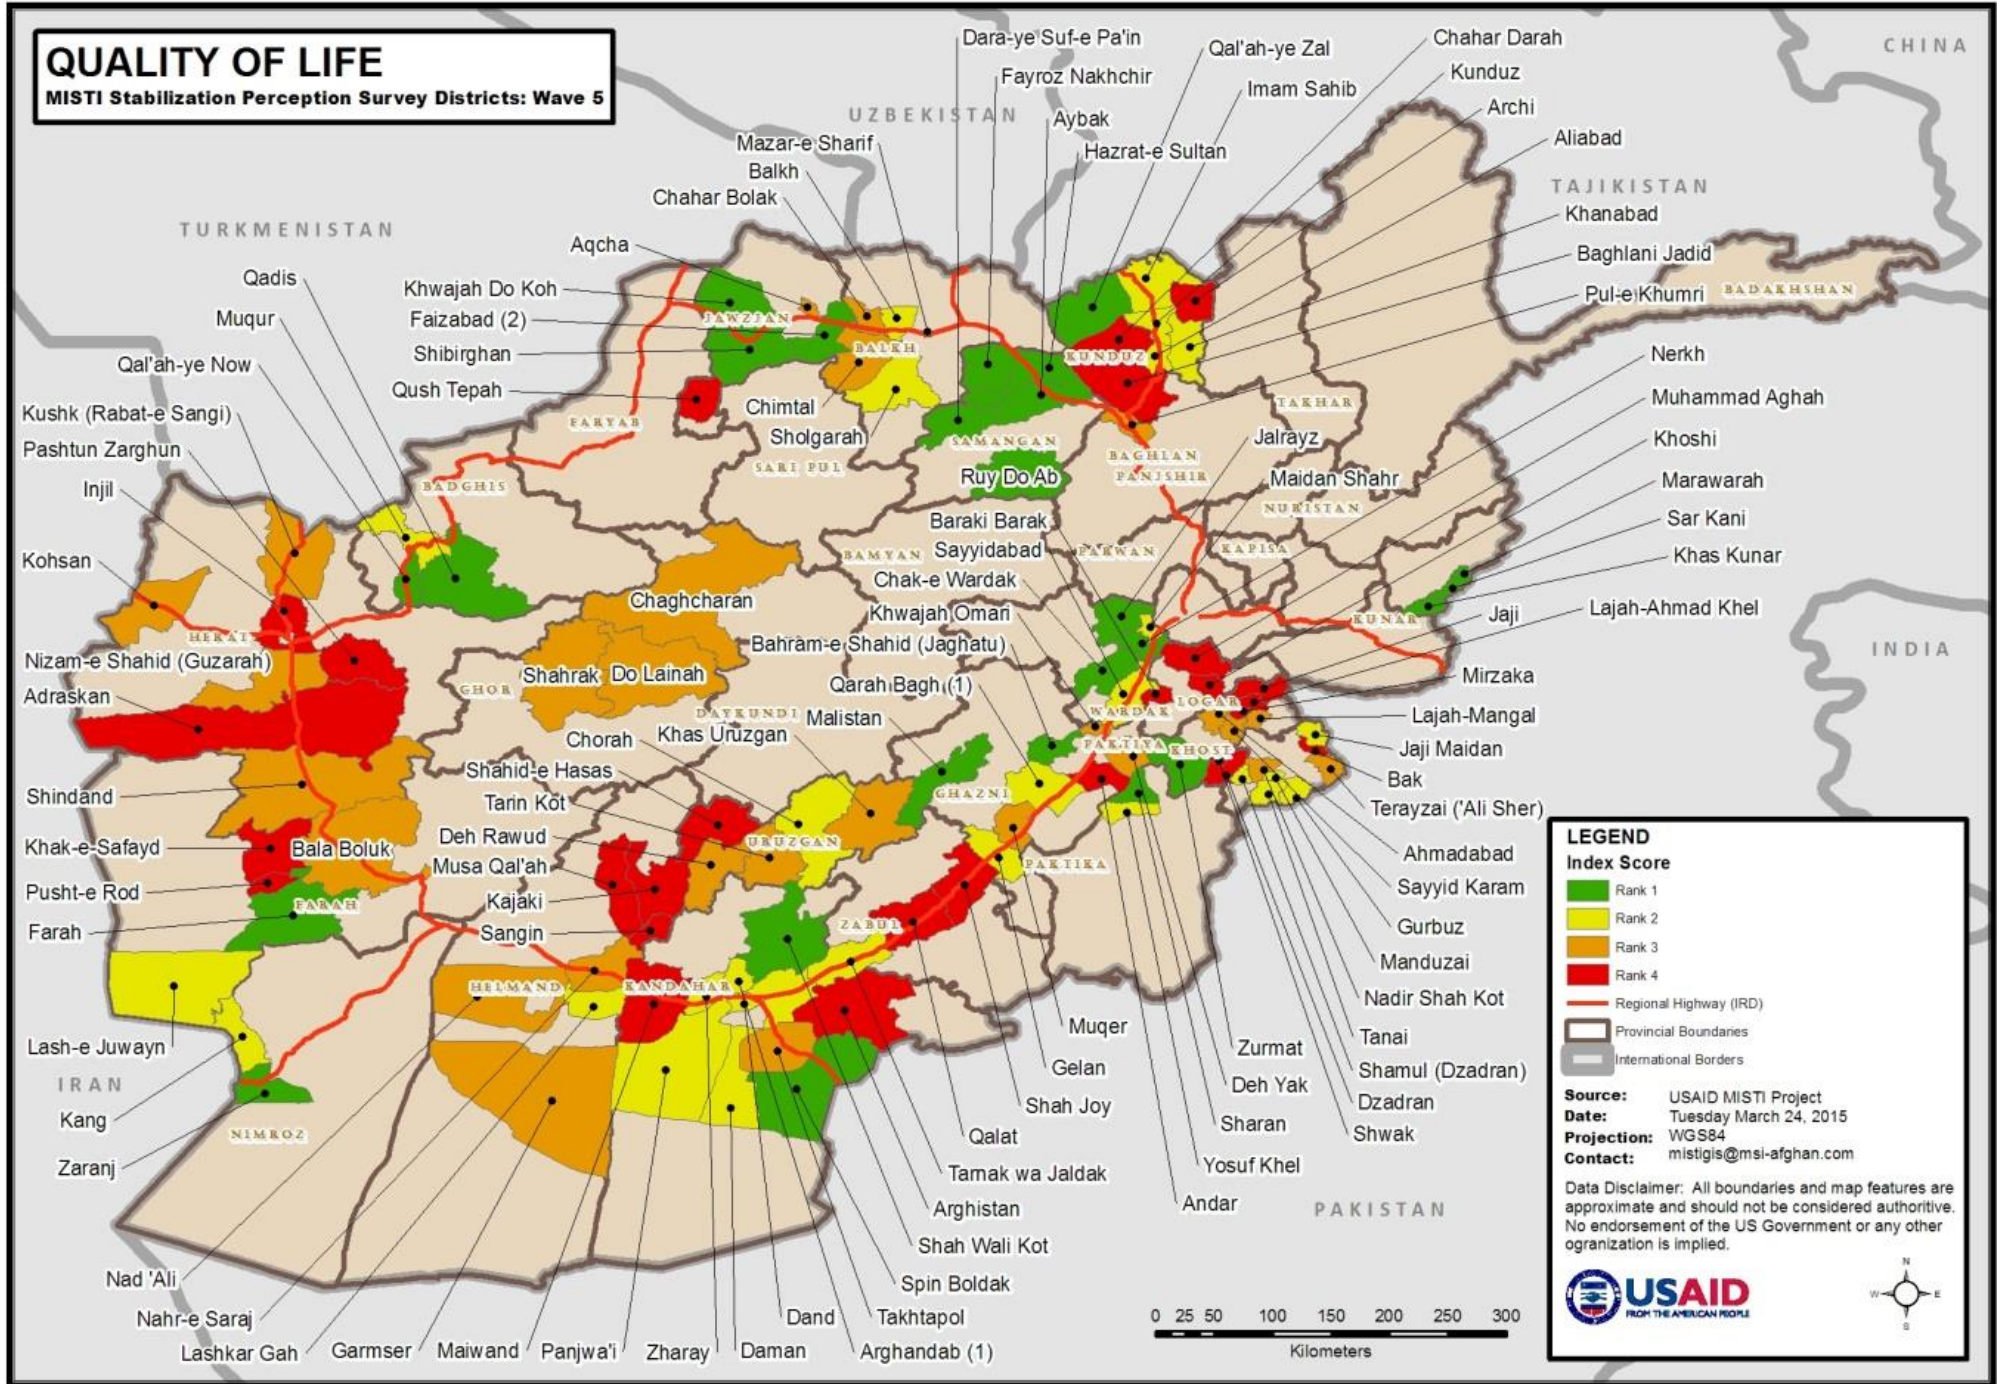 QUALITY OF LIFE
MISTI Stabilization Perception Survey Districts: Wave 5
CHINA
UZBEKISTAN
TURKMENISTAN
TAJIKISTAN
INDIA
IRAN
PAKISTAN
Dara-ye Suf-e Pa'in
Fayroz Nakhchir
Aybak
Hazrat-e Sultan
Qal'ah-ye Zal
Imam Sahib
Chahar Darah
Kunduz
Archi
Aliabad
Khanabad
Baghlani Jadid
Pul-e Khumri
Mazar-e Sharif
Balkh
Chahar Bolak
Aqcha
Khwajah Do Koh
Faizabad (2)
Shibirghan
Qush Tepah
Chimtal
Sholgarah
Ruy Do Ab
Qadis
Muqur
Qal'ah-ye Now
Kushk (Rabat-e Sangi)
Pashtun Zarghun
Injil
Kohsan
Nizam-e Shahid (Guzarah)
Adraskan
Shindand
Khak-e-Safayd
Bala Boluk
Pusht-e Rod
Farah
Lash-e Juwayn
Kang
Zaranj
Chaghcharan
Shahrak
Do Lainah
Nerkh
Muhammad Aghah
Khoshi
Marawarah
Sar Kani
Khas Kunar
Lajah-Ahmad Khel
Jaji
Mirzaka
Lajah-Mangal
Jaji Maidan
Bak
Terayzai ('Ali Sher)
Ahmadabad
Sayyid Karam
Gurbuz
Manduzai
Nadir Shah Kot
Tanai
Shamul (Dzadran)
Dzadran
Shwak
Jalrayz
Maidan Shahr
Baraki Barak
Sayyidabad
Chak-e Wardak
Khwajah Omari
Bahram-e Shahid (Jaghatu)
Qarah Bagh (1)
Malistan
Khas Uruzgan
Chorah
Shahid-e Hasas
Tarin Kot
Deh Rawud
Musa Qal'ah
Kajaki
Sangin
Zurmat
Deh Yak
Sharan
Yosuf Khel
Andar
Muqer
Gelan
Shah Joy
Qalat
Tarnak wa Jaldak
Arghistan
Shah Wali Kot
Spin Boldak
Takhtapol
Arghandab (1)
Dand
Daman
Zharay
Panjwa'i
Maiwand
Garmser
Lashkar Gah
Nahr-e Saraj
Nad 'Ali
JAWZJAN
BALKH
KUNDUZ
TAKHAR
BADAKHSHAN
FARYAB
SARI PUL
SAMANGAN
BAGHLAN
PANJSHIR
NURISTAN
BADGHIS
BAMYAN
PARWAN
KAPISA
KUNAR
HERAT
GHOR
DAYKUNDI
WARDAK
LOGAR
PAKTIYA
KHOST
GHAZNI
URUZGAN
PAKTIKA
ZABUL
FARAH
HELMAND
KANDAHAR
NIMROZ
LEGEND
Index Score
Rank 1
Rank 2
Rank 3
Rank 4
Regional Highway (IRD)
Provincial Boundaries
International Borders
Source: USAID MISTI Project
Date: Tuesday March 24, 2015
Projection: WGS84
Contact: mistigis@msi-afghan.com
Data Disclaimer: All boundaries and map features are
approximate and should not be considered authoritive.
No endorsement of the US Government or any other
ogranization is implied.
USAID
FROM THE AMERICAN PEOPLE
N
W
E
S
0 25 50 100 150 200 250 300
Kilometers